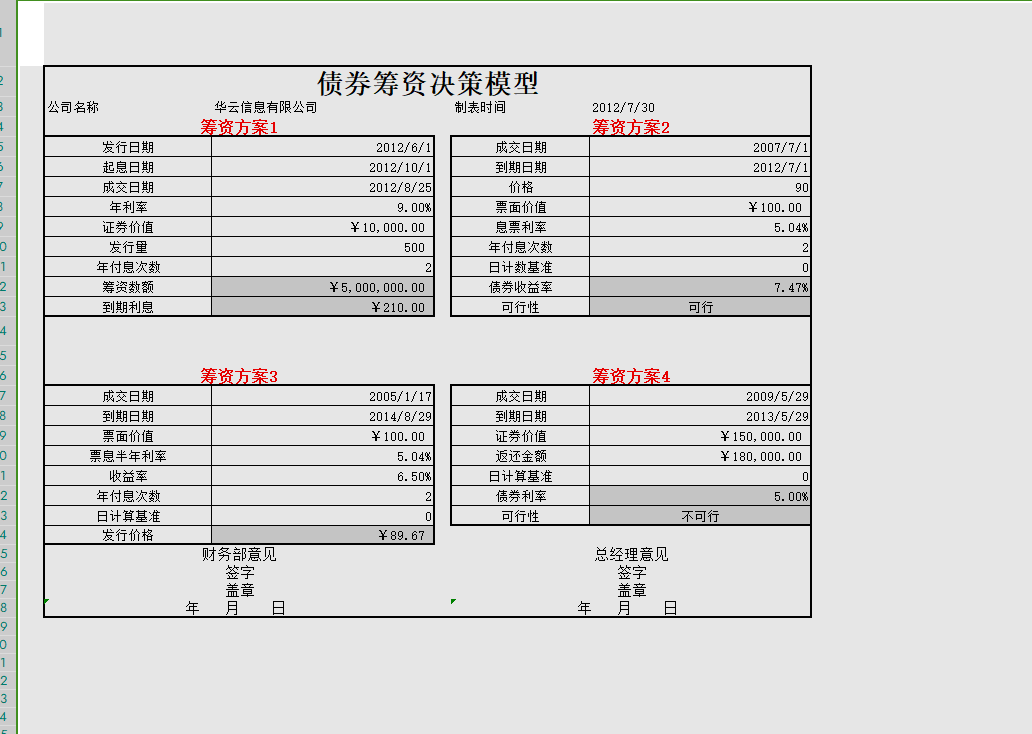 债券筹资决策模型
公司名称 华云信息有限公司 制表时间 2012/7/30
筹资方案1 筹资方案2
发行日期 2012/6/1 成交日期 2007/7/1
起息日期 2012/10/1 到期日期 2012/7/1
成交日期 2012/8/25 价格 90
年利率 9.00% 票面价值 ￥100.00
证券价值 ￥10,000.00 息票利率 5.04%
发行量 500 年付息次数 2
年付息次数 2 日计数基准 0
筹资数额 ￥5,000,000.00 债券收益率 7.47%
到期利息 ￥210.00 可行性 可行
筹资方案3 筹资方案4
成交日期 2005/1/17 成交日期 2009/5/29
到期日期 2014/8/29 到期日期 2013/5/29
票面价值 ￥100.00 证券价值 ￥150,000.00
票息半年利率 5.04% 返还金额 ￥180,000.00
收益率 6.50% 日计算基准 0
年付息次数 2 债券利率 5.00%
日计算基准 0 可行性 不可行
发行价格 ￥89.67
财务部意见 总经理意见
签字 签字
盖章 盖章
年 月 日 年 月 日